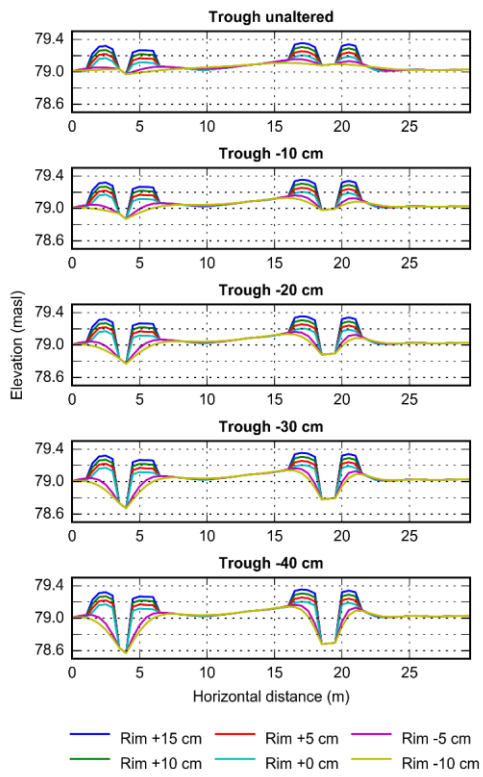 Trough unaltered
79.4
79.0
78.6
0 5 10 15 20 25
Trough -10 cm
79.4
79.0
78.6
0 5 10 15 20 25
Trough -20 cm
79.4
79.0
78.6
0 5 10 15 20 25
Trough -30 cm
79.4
79.0
78.6
0 5 10 15 20 25
Trough -40 cm
79.4
79.0
78.6
0 5 10 15 20 25
Elevation (masl)
Horizontal distance (m)
Rim +15 cm Rim +5 cm Rim -5 cm
Rim +10 cm Rim +0 cm Rim -10 cm